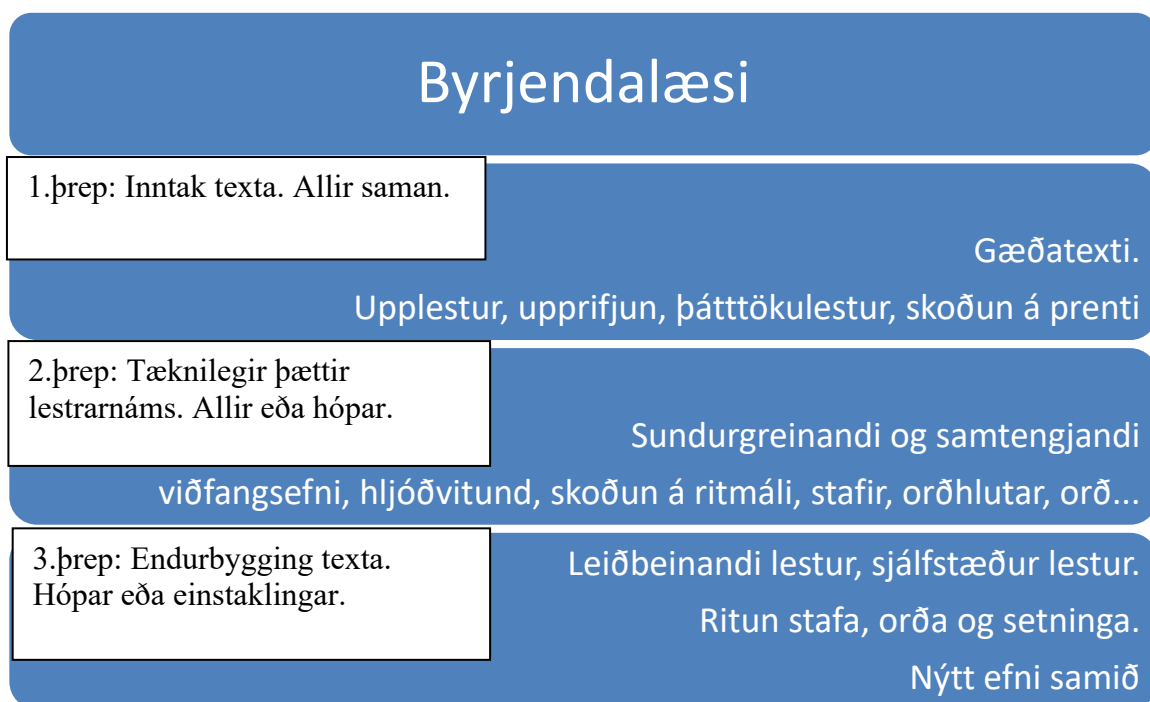 Byrjendalæsi
1.þrep: Inntak texta. Allir saman.
Gæðatexti.
Upplestur, upprifjun, þátttökulestur, skoðun á prenti
2.þrep: Tæknilegir þættir
lestrarnáms. Allir eða hópar.
Sundurgreinandi og samtengjandi
viðfangsefni, hljóðvitund, skoðun á ritmáli, stafir, orðhlutar, orð...
3.þrep: Endurbygging texta.
Hópar eða einstaklingar.
Leiðbeinandi lestur, sjálfstæður lestur.
Ritun stafa, orða og setninga.
Nýtt efni samið